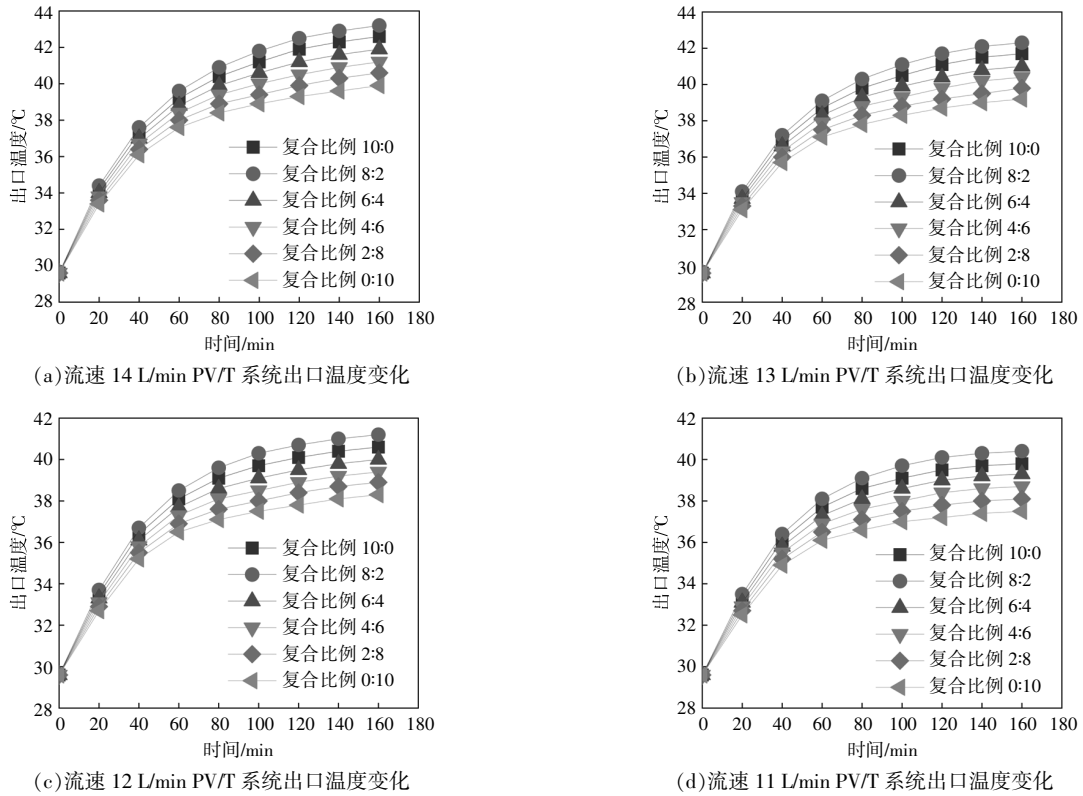 44
42
40
38
36
34
32
30
28
出口温度/℃
复合比例 10:0
复合比例 8:2
复合比例 6:4
复合比例 4:6
复合比例 2:8
复合比例 0:10
0 20 40 60 80 100 120 140 160 180
时间/min
(a)流速 14 L/min PV/T 系统出口温度变化
44
42
40
38
36
34
32
30
28
出口温度/℃
复合比例 10:0
复合比例 8:2
复合比例 6:4
复合比例 4:6
复合比例 2:8
复合比例 0:10
0 20 40 60 80 100 120 140 160 180
时间/min
(b)流速 13 L/min PV/T 系统出口温度变化
42
40
38
36
34
32
30
28
出口温度/℃
复合比例 10:0
复合比例 8:2
复合比例 6:4
复合比例 4:6
复合比例 2:8
复合比例 0:10
0 20 40 60 80 100 120 140 160 180
时间/min
(c)流速 12 L/min PV/T 系统出口温度变化
42
40
38
36
34
32
30
28
出口温度/℃
复合比例 10:0
复合比例 8:2
复合比例 6:4
复合比例 4:6
复合比例 2:8
复合比例 0:10
0 20 40 60 80 100 120 140 160 180
时间/min
(d)流速 11 L/min PV/T 系统出口温度变化